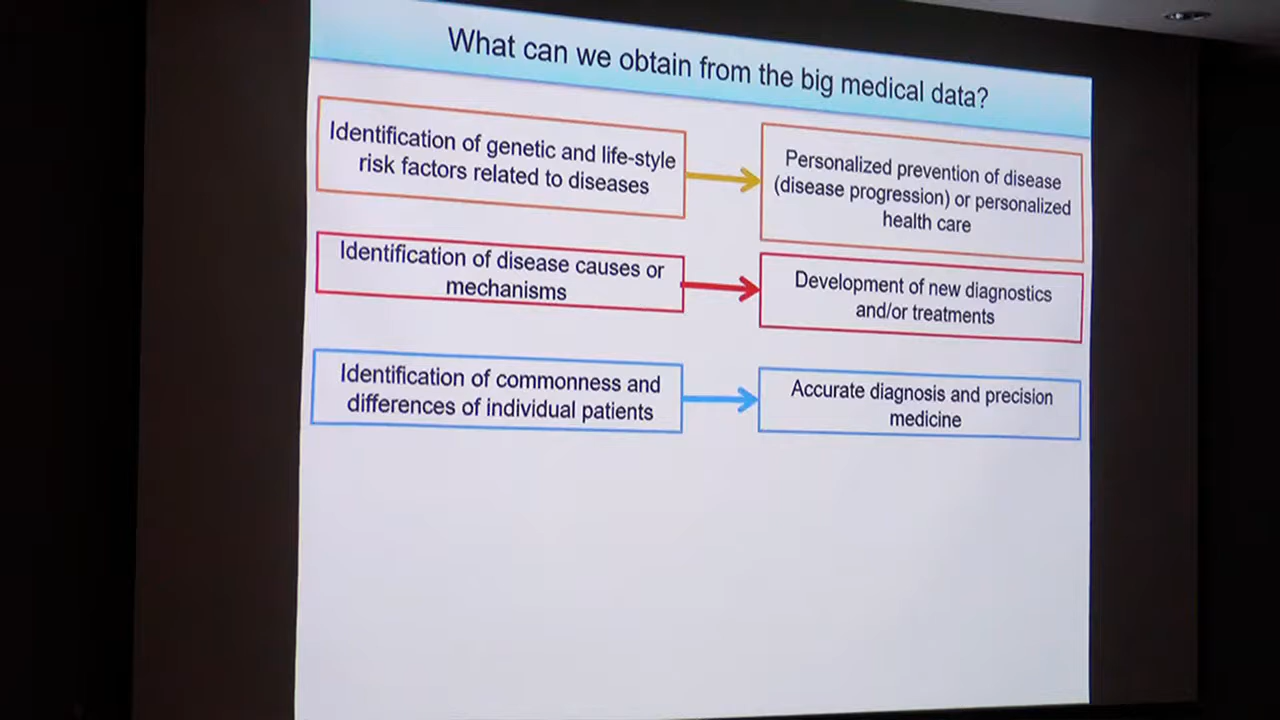 What can we obtain from the big medical data?
Identification of genetic and life-style
risk factors related to diseases
Personalized prevention of disease
(disease progression) or personalized
health care
Identification of disease causes or
mechanisms
Development of new diagnostics
and/or treatments
Identification of commonness and
differences of individual patients
Accurate diagnosis and precision
medicine